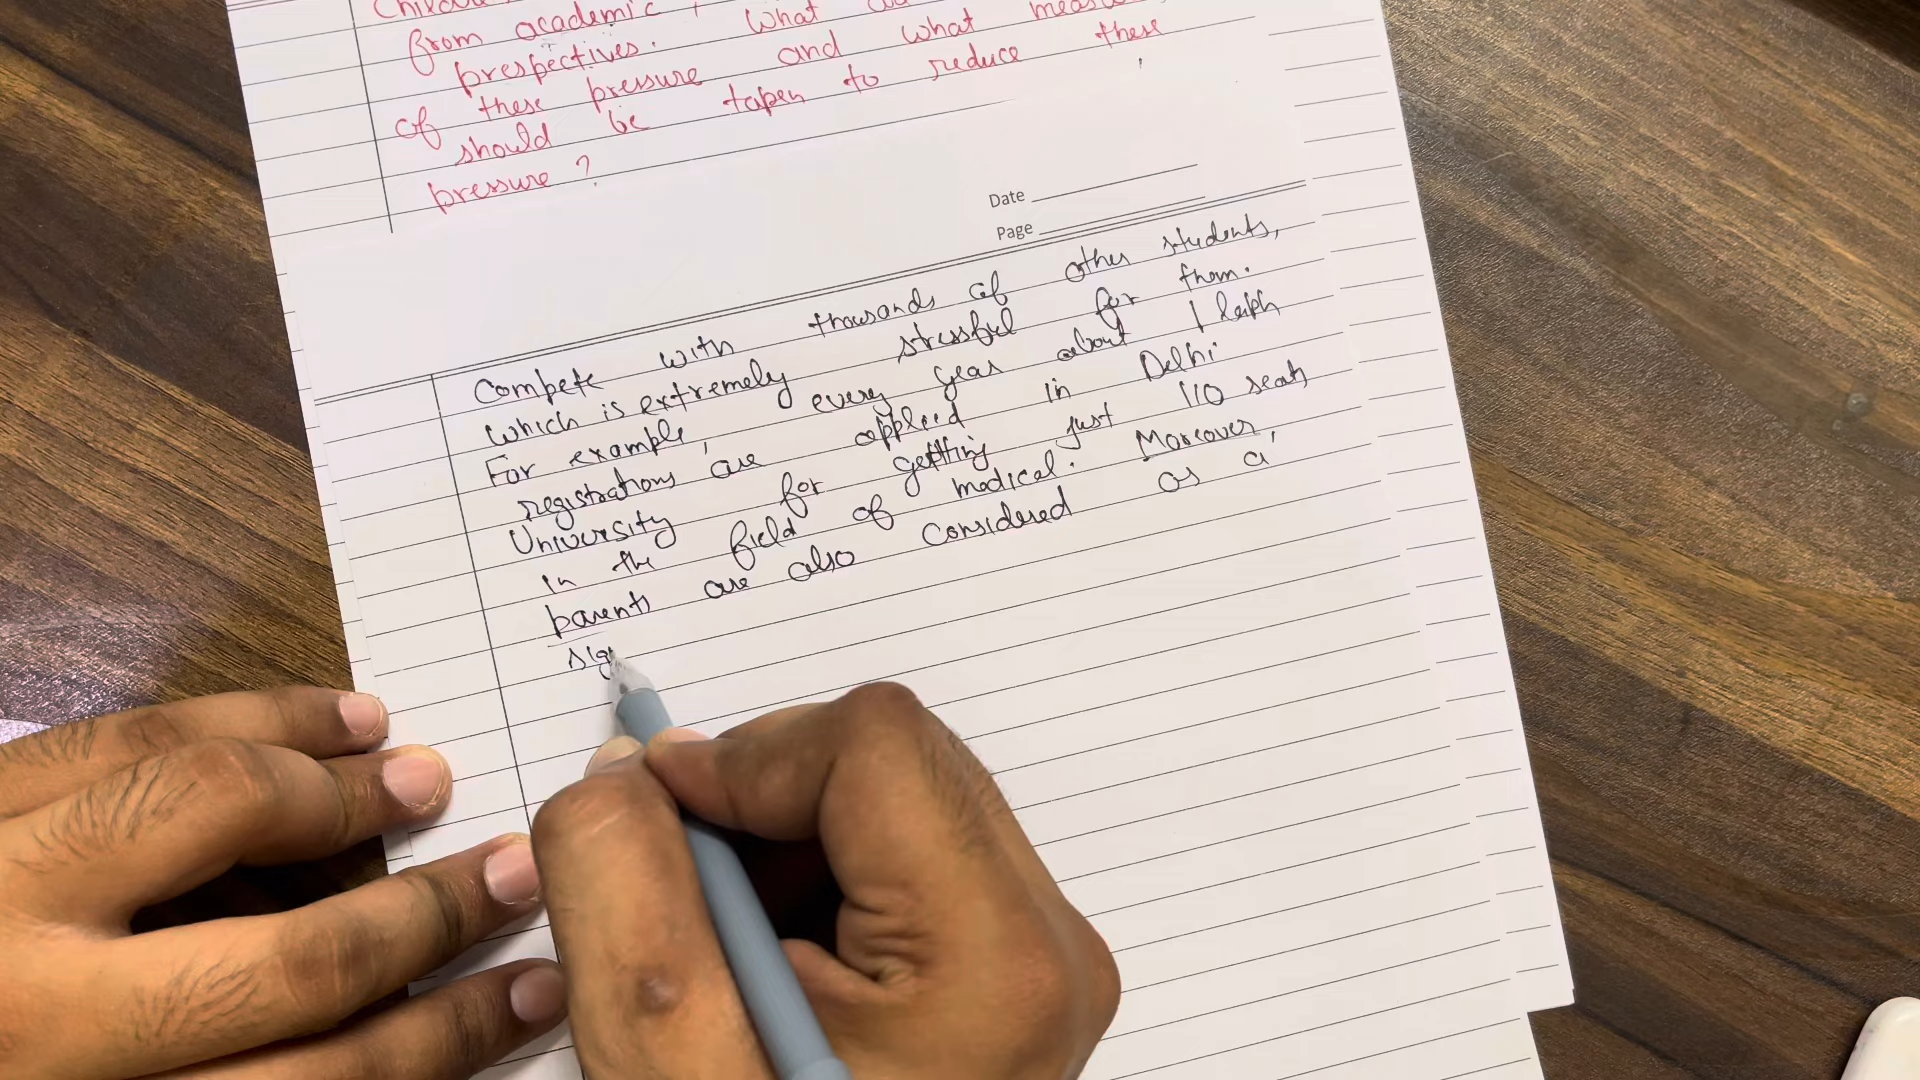 from academic
prespectives. What
of these pressure and what
should be tapen to reduce these
pressure ?
Date
Page
Compete with thousands of other students,
which is extremely stressful for them.
For example, every year about 1 laph
registrations are applied in Delhi
University for getting just 110 seats
in the field of medical. Moreover,
parents are also considered as a
sig